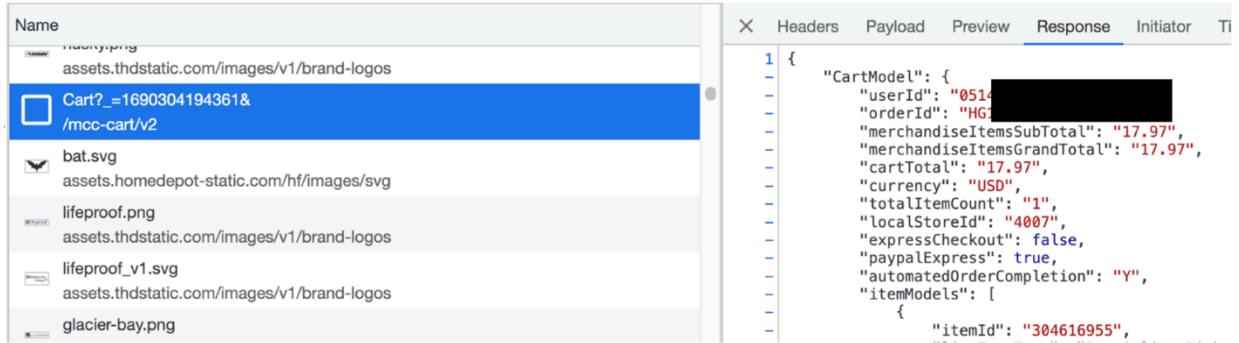 Name
husky.png
assets.thdstatic.com/images/v1/brand-logos
Cart?_=1690304194361&
/mcc-cart/v2
bat.svg
assets.homedepot-static.com/hf/images/svg
lifeproof.png
assets.thdstatic.com/images/v1/brand-logos
lifeproof_v1.svg
assets.thdstatic.com/images/v1/brand-logos
glacier-bay.png
Headers Payload Preview Response Initiator Ti
1 {
"CartModel": {
"userId": "0514
"orderId": "HG1
"merchandiseItemsSubTotal": "17.97",
"merchandiseItemsGrandTotal": "17.97",
"cartTotal": "17.97",
"currency": "USD",
"totalItemCount": "1",
"localStoreId": "4007",
"expressCheckout": false,
"paypalExpress": true,
"automatedOrderCompletion": "Y",
"itemModels": [
{
"itemId": "304616955",